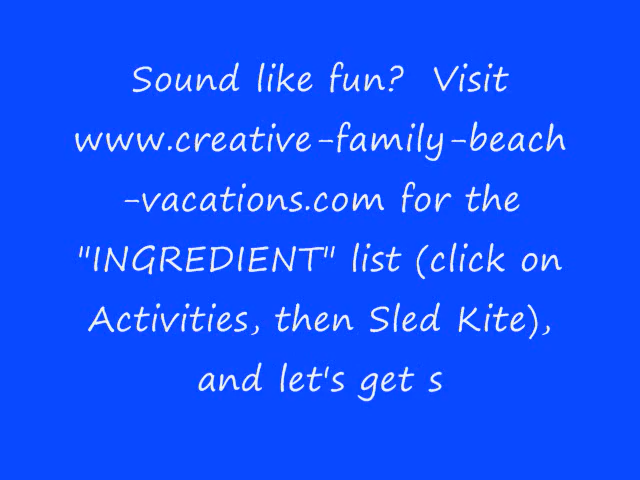 Sound like fun?  Visit
www.creative-family-beach
-vacations.com for the
"INGREDIENT" list (click on
Activities, then Sled Kite),
and let's get s